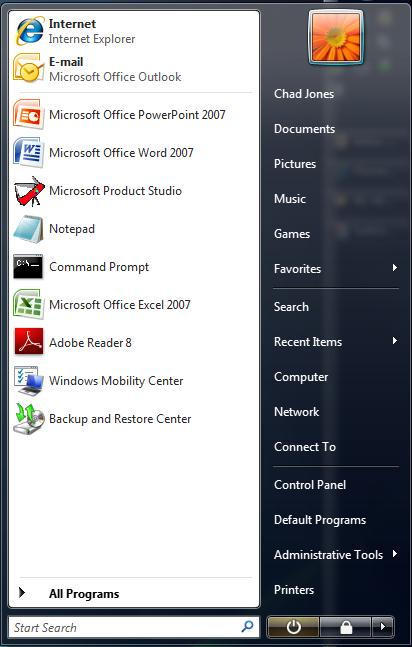 Internet
Internet Explorer
E-mail
Microsoft Office Outlook
Microsoft Office PowerPoint 2007
Microsoft Office Word 2007
Microsoft Product Studio
Notepad
C:\_
Command Prompt
Microsoft Office Excel 2007
Adobe Reader 8
Windows Mobility Center
Backup and Restore Center
All Programs
Start Search
Chad Jones
Documents
Pictures
Music
Games
Favorites
Search
Recent Items
Computer
Network
Connect To
Control Panel
Default Programs
Administrative Tools
Printers